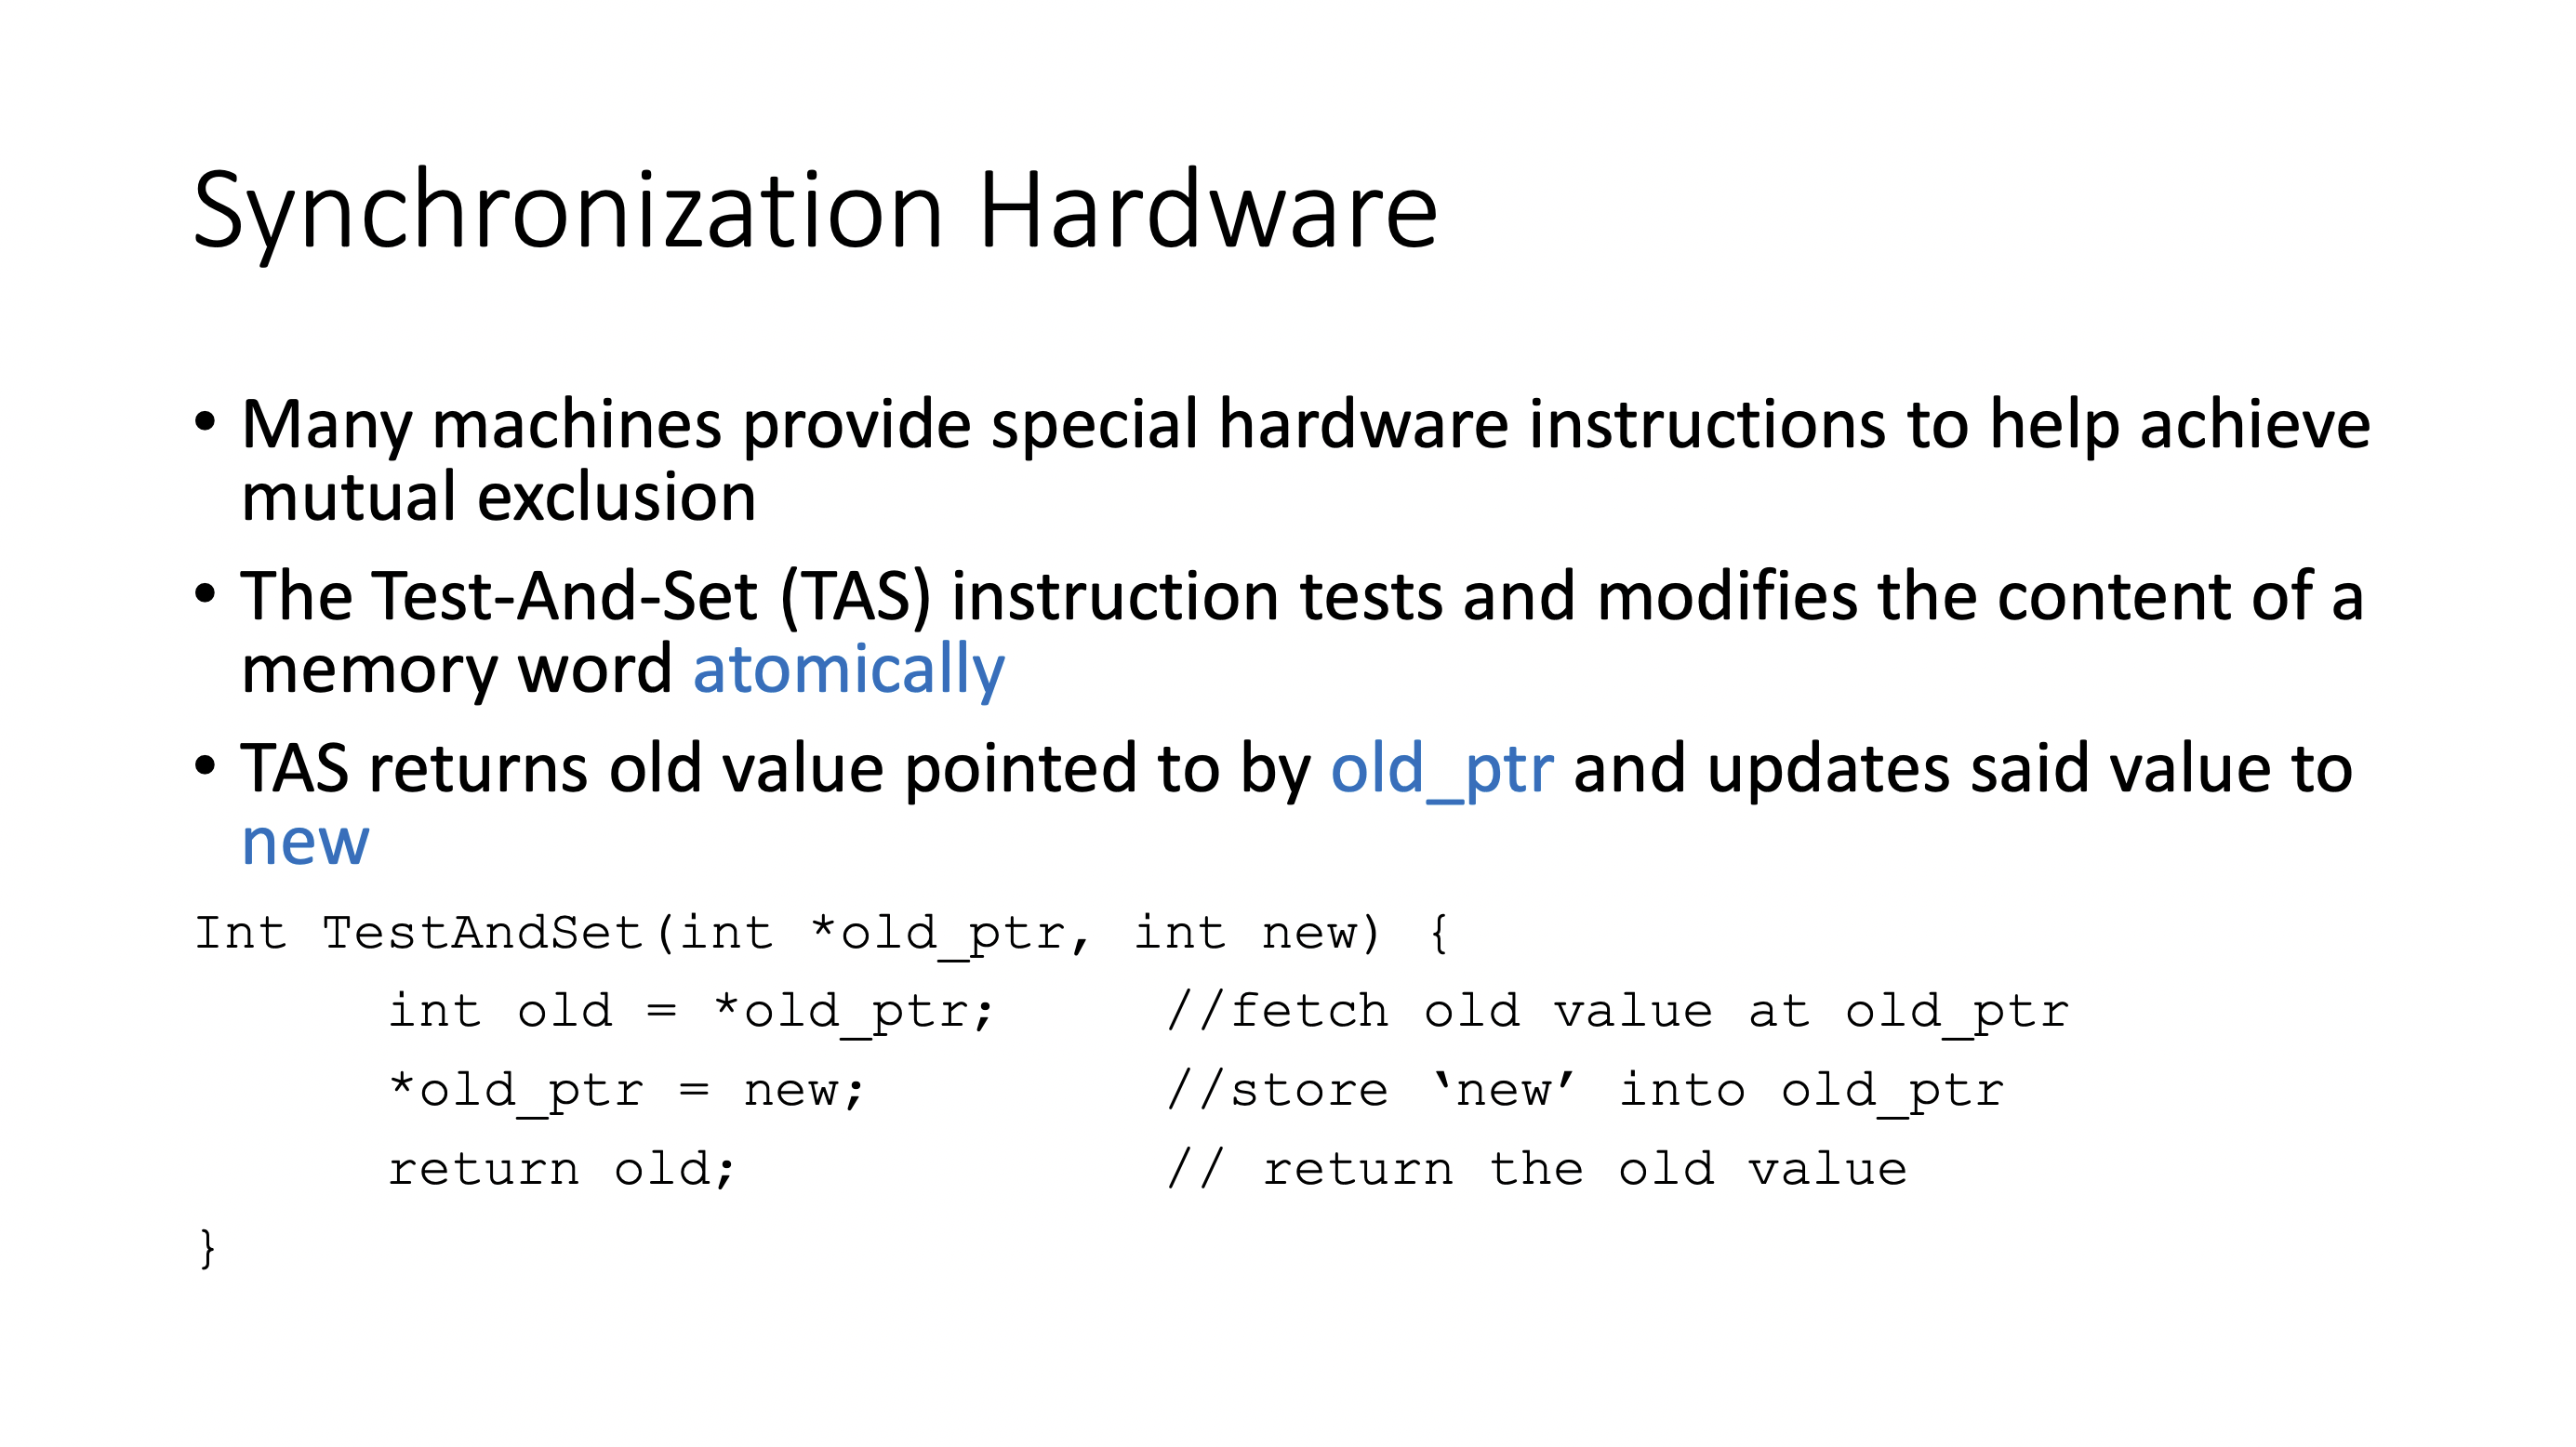 Synchronization Hardware
• Many machines provide special hardware instructions to help achieve
mutual exclusion
• The Test-And-Set (TAS) instruction tests and modifies the content of a
memory word atomically
• TAS returns old value pointed to by old_ptr and updates said value to
new
Int TestAndSet(int *old_ptr, int new) {
int old = *old_ptr; //fetch old value at old_ptr
*old_ptr = new; //store ‘new’ into old_ptr
return old; // return the old value
}